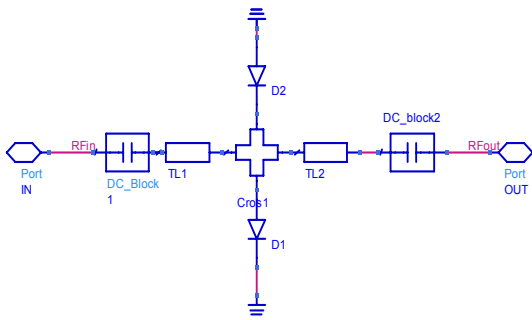 D2
DC_block2
RFin
RFout
Port
IN
DC_Block
1
TL1
Cros1
TL2
Port
OUT
D1